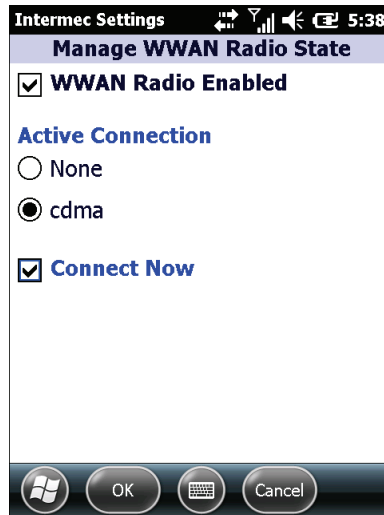 Intermec Settings 5:38
Manage WWAN Radio State
WWAN Radio Enabled
Active Connection
None
cdma
Connect Now
OK Cancel